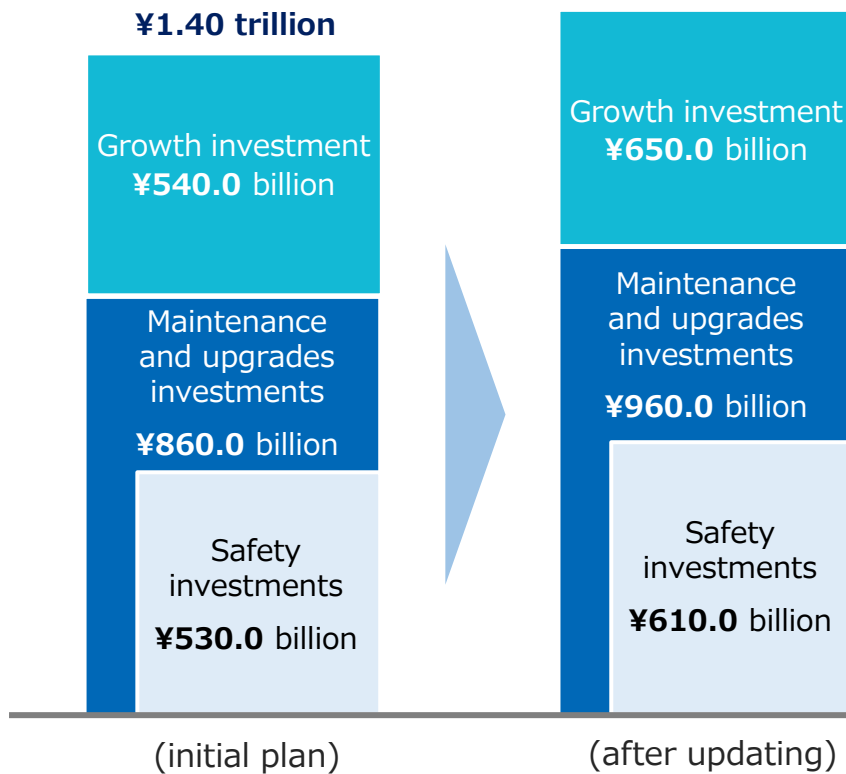 ¥1.40 trillion
Growth investment
¥540.0 billion
Maintenance
and upgrades
investments
¥860.0 billion
Safety
investments
¥530.0 billion
(initial plan)
Growth investment
¥650.0 billion
Maintenance
and upgrades
investments
¥960.0 billion
Safety
investments
¥610.0 billion
(after updating)